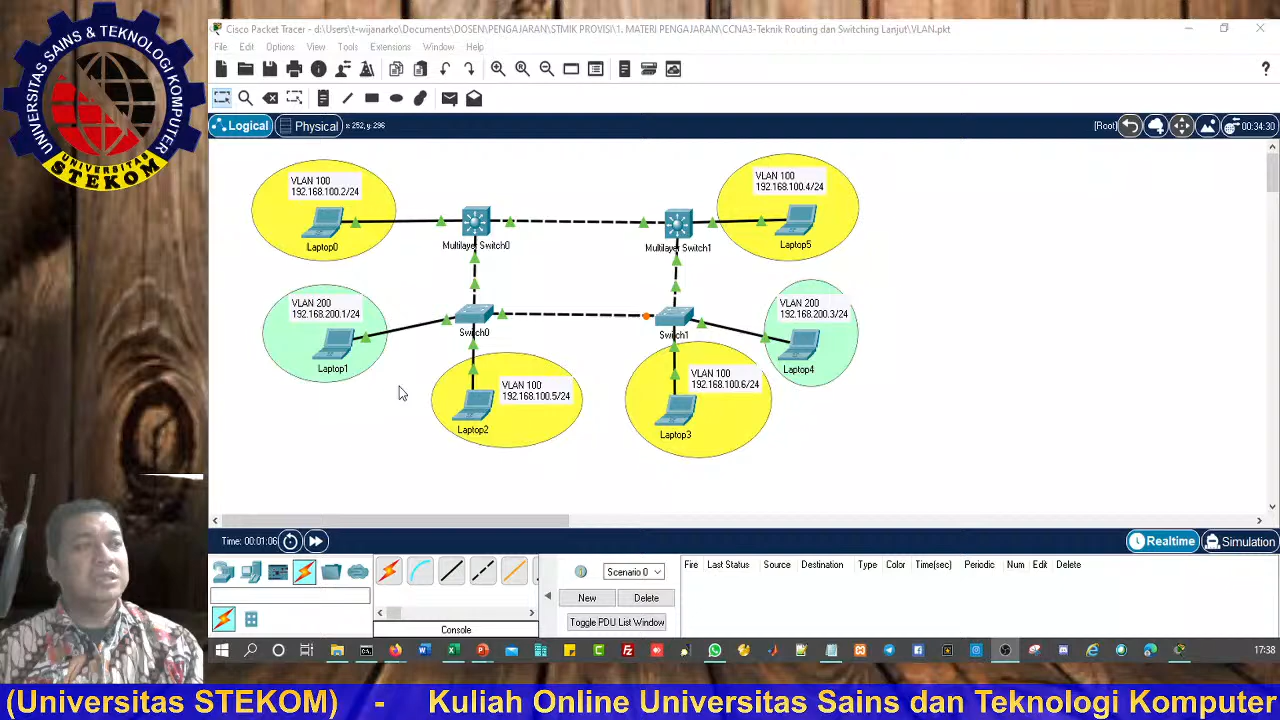 UNIVERSITAS SAINS & TEKNOLOGI KOMPUTER
UNIVERSITAS
STEKOM
Cisco Packet Tracer - d:\Users\t-wijanarko\Documents\DOSEN\PENGAJARAN\STMIK PROVISI\1. MATERI PENGAJARAN\CCNA3-Teknik Routing dan Switching Lanjut\VLAN.pkt
File Edit Options View Tools Extensions Window Help
Logical Physical x: 252, y: 296 [Root] 00:34:30
VLAN 100
192.168.100.2/24
Laptop0
Multilayer Switch0
Multilayer Switch1
VLAN 100
192.168.100.4/24
Laptop5
VLAN 200
192.168.200.1/24
Laptop1
Switch0
Switch1
VLAN 200
192.168.200.3/24
Laptop4
VLAN 100
192.168.100.5/24
Laptop2
VLAN 100
192.168.100.6/24
Laptop3
Time: 00:01:06
Realtime Simulation
Scenario 0
New Delete
Toggle PDU List Window
Fire Last Status Source Destination Type Color Time(sec) Periodic Num Edit Delete
Console
17:38
(Universitas STEKOM) - Kuliah Online Universitas Sains dan Teknologi Komputer